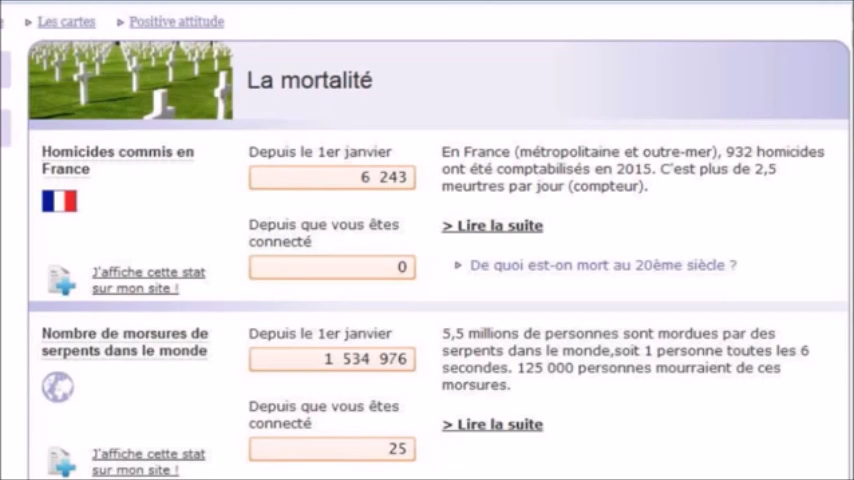 Les cartes Positive attitude
La mortalité
Homicides commis en
France
Depuis le 1er janvier
6 243
Depuis que vous êtes
connecté
0
J'affiche cette stat
sur mon site !
En France (métropolitaine et outre-mer), 932 homicides
ont été comptabilisés en 2015. C'est plus de 2,5
meurtres par jour (compteur).
> Lire la suite
De quoi est-on mort au 20ème siècle ?
Nombre de morsures de
serpents dans le monde
Depuis le 1er janvier
1 534 976
Depuis que vous êtes
connecté
25
J'affiche cette stat
sur mon site !
5,5 millions de personnes sont mordues par des
serpents dans le monde,soit 1 personne toutes les 6
secondes. 125 000 personnes mourraient de ces
morsures.
> Lire la suite